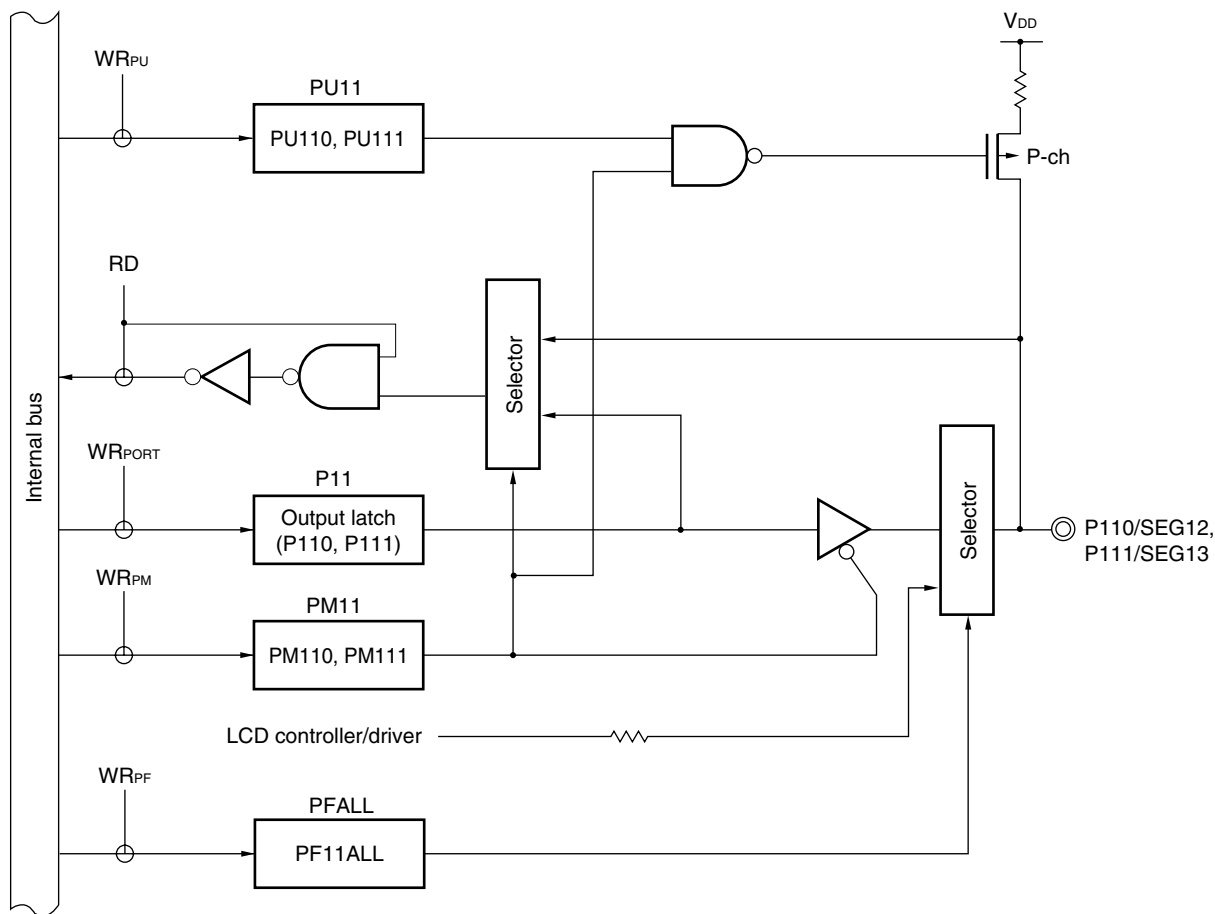 VDD
WRPU
PU11
PU110, PU111
P-ch
RD
Selector
Internal bus
WRPORT
P11
Output latch
(P110, P111)
Selector
P110/SEG12,
P111/SEG13
WRPM
PM11
PM110, PM111
LCD controller/driver
WRPF
PFALL
PF11ALL